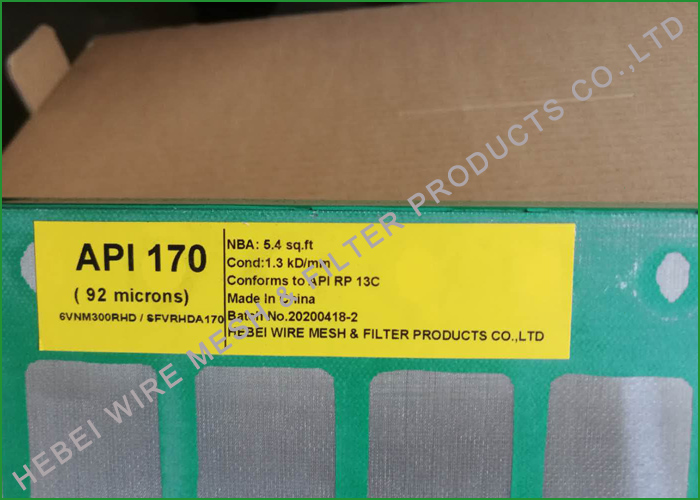 HEBEI WIRE MESH & FILTER PRODUCTS CO.,LTD
API 170
( 92 microns)
6VNM300RHD / SFVRHDA170
NBA: 5.4 sq.ft
Cond:1.3 kD/mm
Conforms to API RP 13C
Made In China
Batch No.20200418-2
HEBEI WIRE MESH & FILTER PRODUCTS CO.,LTD